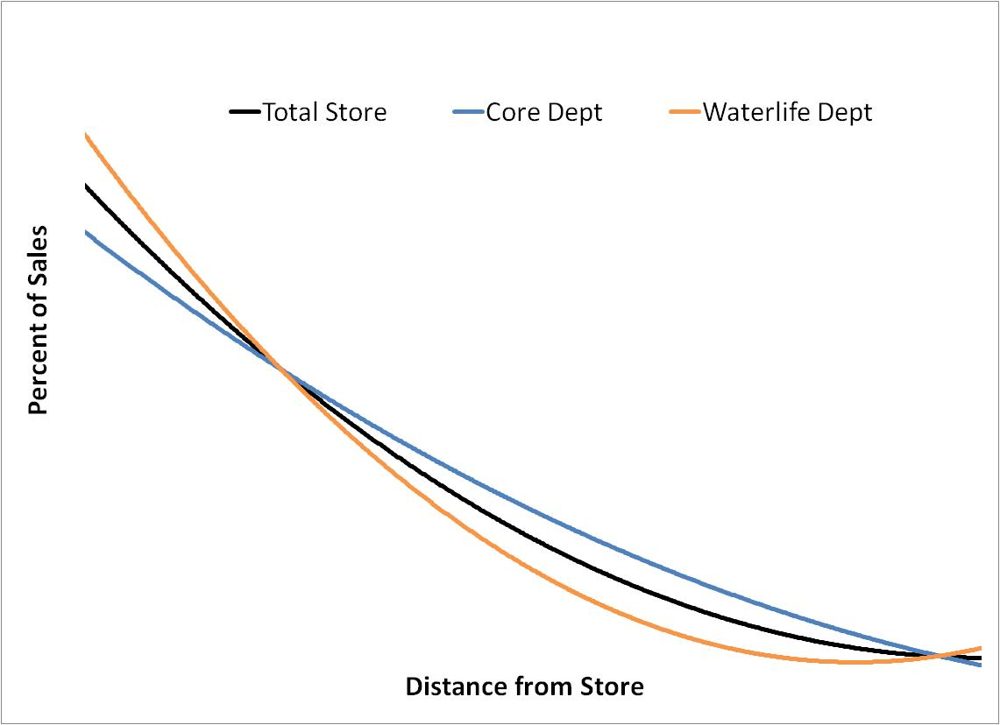 Total Store Core Dept Waterlife Dept
Percent of Sales
Distance from Store